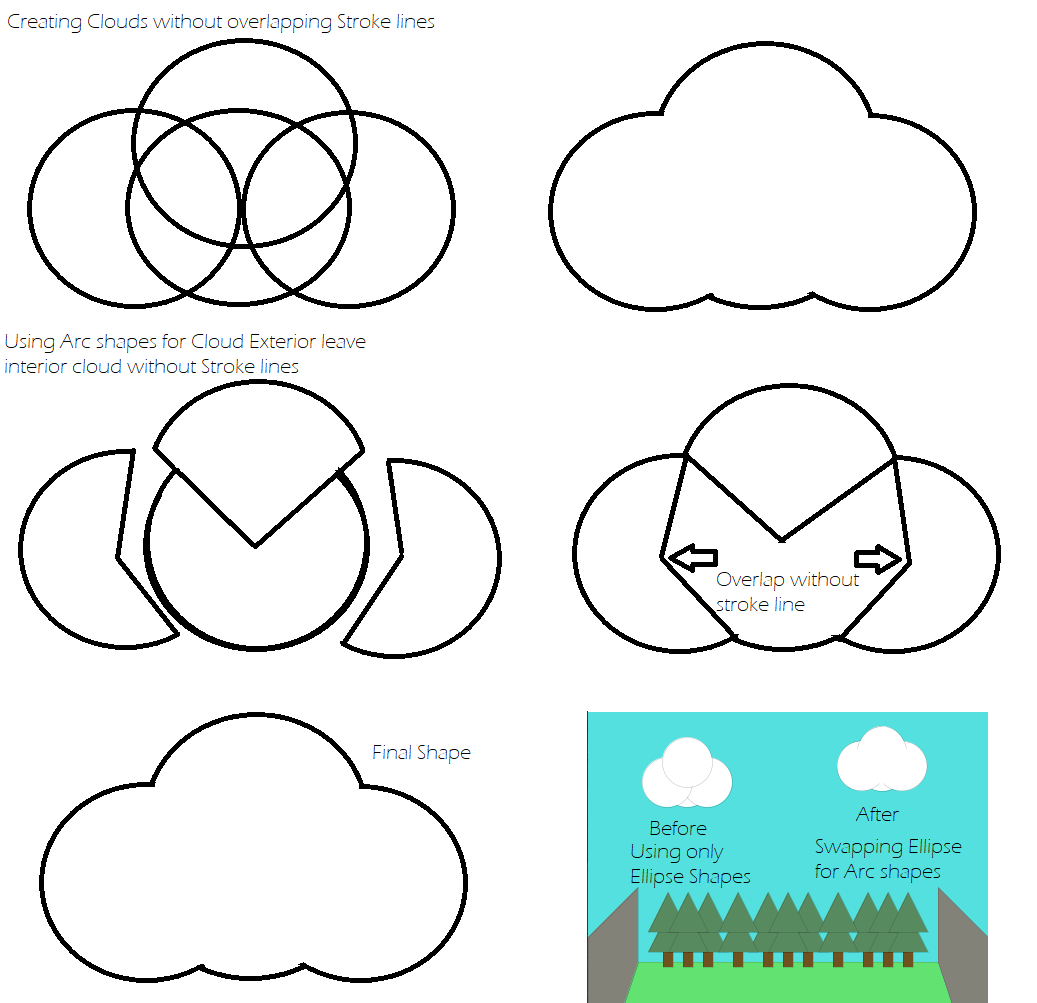 Creating Clouds without overlapping Stroke lines
Using Arc shapes for Cloud Exterior leave
interior cloud without Stroke lines
Overlap without
stroke line
Final Shape
Before
Using only
Ellipse Shapes
After
Swapping Ellipse
for Arc shapes